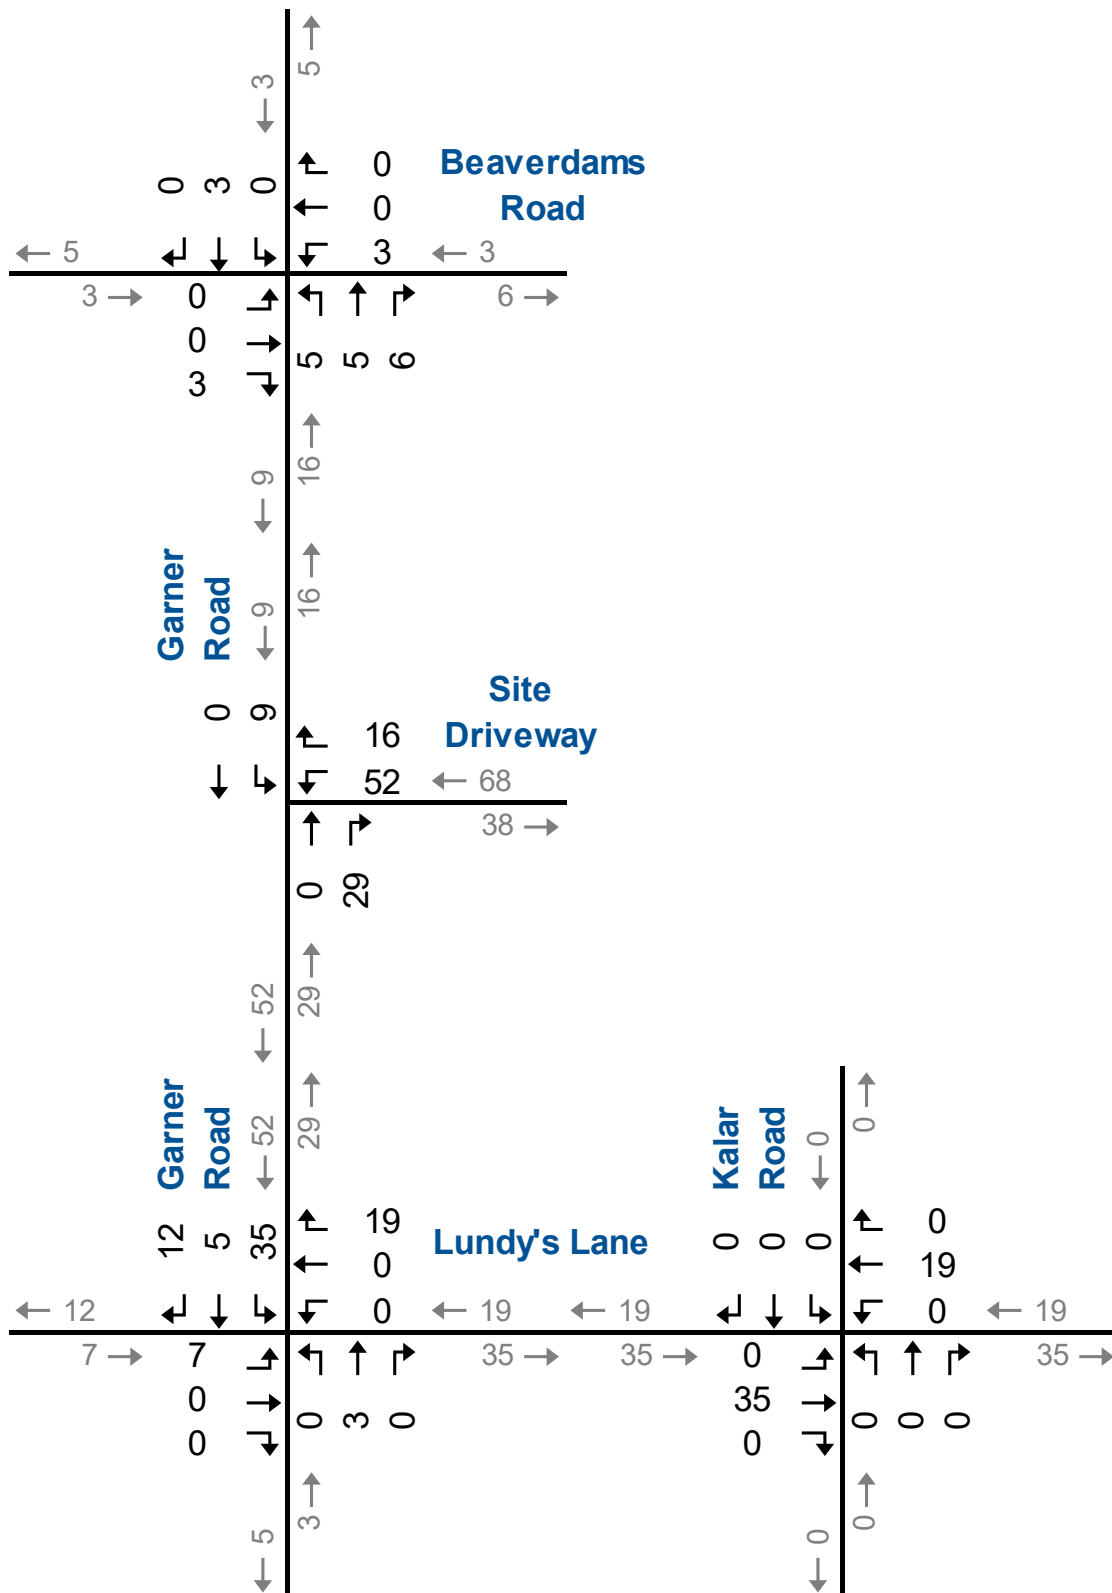 3 5
0 3 0
0 Beaverdams
0 Road
5 3 3
3 0 6
0
3
5 5 6
9 16
Garner
Road
9 16
0 9
Site
16 Driveway
52 68
38
0 29
52 29
Garner
Road
52 29
Kalar
Road
0 0
12 5 35
19
0 Lundy's Lane
0
0 0 0
0
19
0
12 19 19 19
7 7 35 35 0 35
0 35
0 0
0 3 0
0 0 0
5 3
0 0